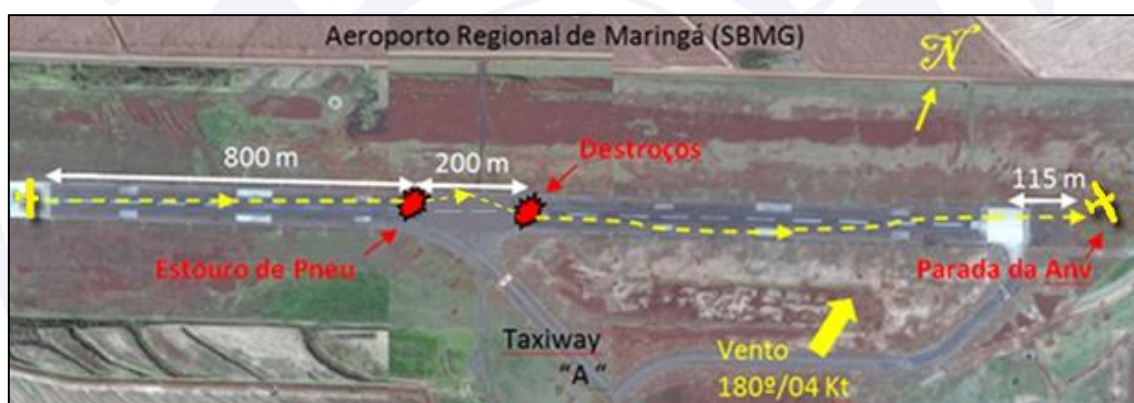 Aeroporto Regional de Maringá (SBMG)
N
800 m
200 m
Destroços
115 m
Estouro de Pneu
Parada da Anv
Taxiway
"A "
Vento
180º/04 Kt